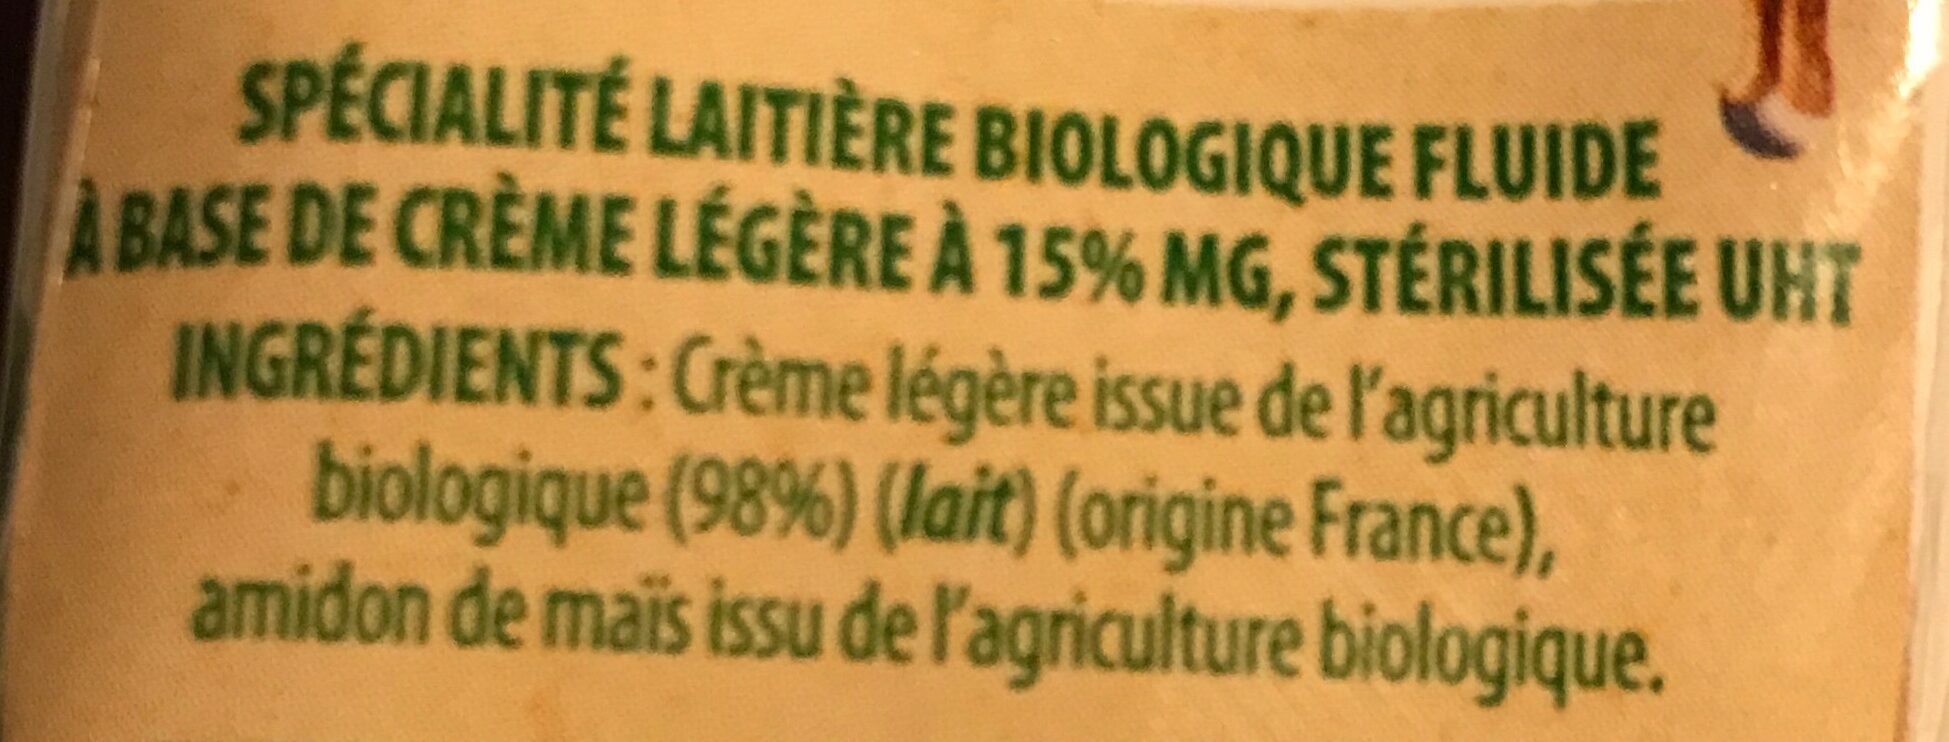 SPÉCIALITÉ LAITIÈRE BIOLOGIQUE FLUIDE
À BASE DE CRÈME LÉGÈRE À 15% MG, STÉRILISÉE UHT
INGRÉDIENTS : Crème légère issue de l'agriculture
biologique (98%) (lait) (origine France),
amidon de maïs issu de l'agriculture biologique.